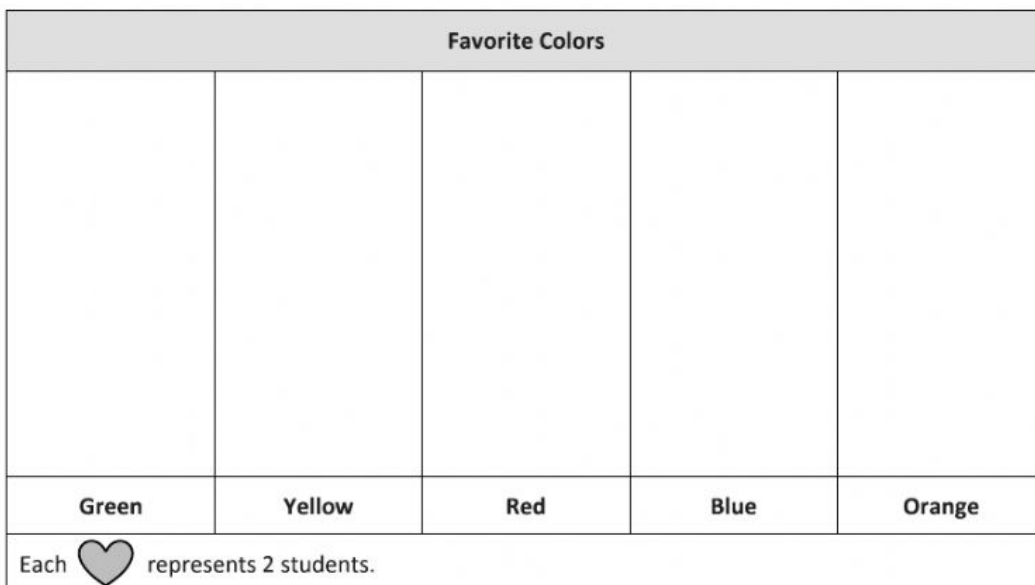 Favorite Colors
Green Yellow Red Blue Orange
Each represents 2 students.